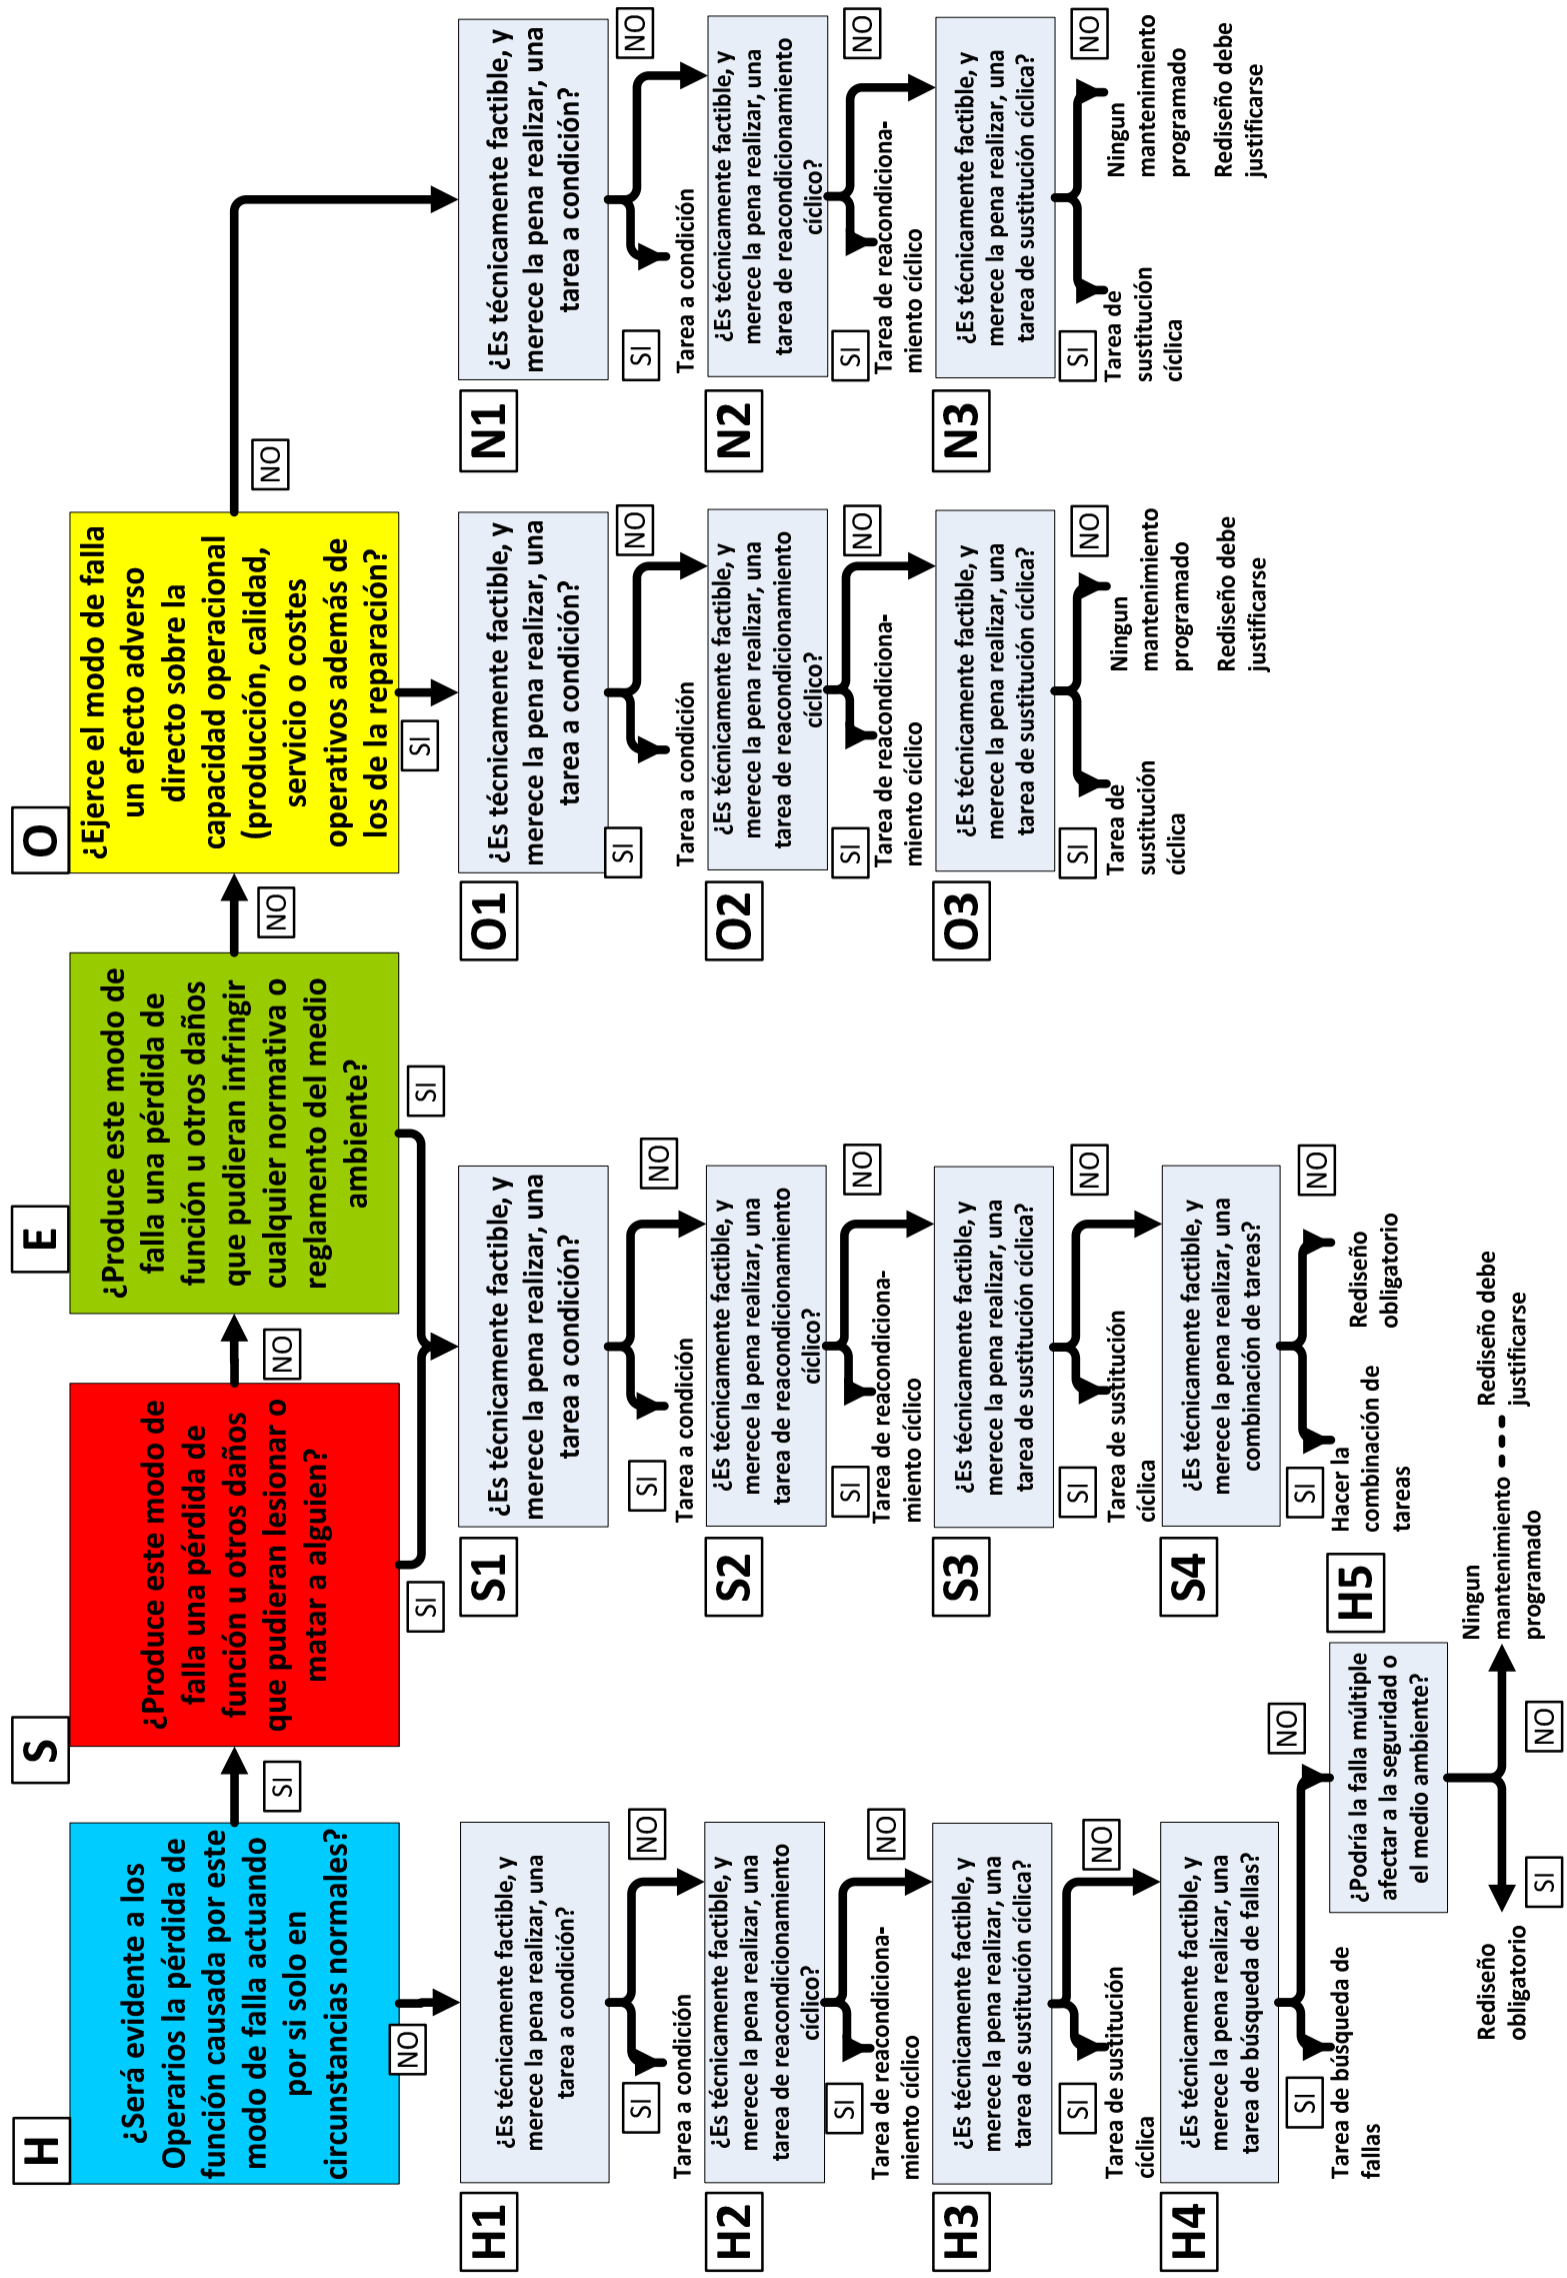 H
¿Será evidente a los
Operarios la pérdida de
función causada por este
modo de falla actuando
por si solo en
circunstancias normales?
SI
NO
S
¿Produce este modo de
falla una pérdida de
función u otros daños
que pudieran lesionar o
matar a alguien?
NO
SI
E
¿Produce este modo de
falla una pérdida de
función u otros daños
que pudieran infringir
cualquier normativa o
reglamento del medio
ambiente?
NO
SI
O
¿Ejerce el modo de falla
un efecto adverso
directo sobre la
capacidad operacional
(producción, calidad,
servicio o costes
operativos además de
los de la reparación?
NO
SI
H1
¿Es técnicamente factible, y
merece la pena realizar, una
tarea a condición?
SI
NO
Tarea a condición
H2
¿Es técnicamente factible, y
merece la pena realizar, una
tarea de reacondicionamiento
cíclico?
SI
NO
Tarea de reacondiciona-
miento cíclico
H3
¿Es técnicamente factible, y
merece la pena realizar, una
tarea de sustitución cíclica?
SI
NO
Tarea de sustitución
cíclica
H4
¿Es técnicamente factible, y
merece la pena realizar, una
tarea de búsqueda de fallas?
SI
NO
Tarea de búsqueda de
fallas
H5
¿Podría la falla múltiple
afectar a la seguridad o
el medio ambiente?
Rediseño
obligatorio
SI
NO
Ningun
mantenimiento
programado
Rediseño debe
justificarse
S1
¿Es técnicamente factible, y
merece la pena realizar, una
tarea a condición?
SI
NO
Tarea a condición
S2
¿Es técnicamente factible, y
merece la pena realizar, una
tarea de reacondicionamiento
cíclico?
SI
NO
Tarea de reacondiciona-
miento cíclico
S3
¿Es técnicamente factible, y
merece la pena realizar, una
tarea de sustitución cíclica?
SI
NO
Tarea de sustitución
cíclica
S4
¿Es técnicamente factible, y
merece la pena realizar, una
combinación de tareas?
SI
NO
Hacer la
combinación de
tareas
Rediseño
obligatorio
O1
¿Es técnicamente factible, y
merece la pena realizar, una
tarea a condición?
SI
NO
Tarea a condición
O2
¿Es técnicamente factible, y
merece la pena realizar, una
tarea de reacondicionamiento
cíclico?
SI
NO
Tarea de reacondiciona-
miento cíclico
O3
¿Es técnicamente factible, y
merece la pena realizar, una
tarea de sustitución cíclica?
SI
NO
Tarea de
sustitución
cíclica
Ningun
mantenimiento
programado
Rediseño debe
justificarse
N1
¿Es técnicamente factible, y
merece la pena realizar, una
tarea a condición?
SI
NO
Tarea a condición
N2
¿Es técnicamente factible, y
merece la pena realizar, una
tarea de reacondicionamiento
cíclico?
SI
NO
Tarea de reacondiciona-
miento cíclico
N3
¿Es técnicamente factible, y
merece la pena realizar, una
tarea de sustitución cíclica?
SI
NO
Tarea de
sustitución
cíclica
Ningun
mantenimiento
programado
Rediseño debe
justificarse